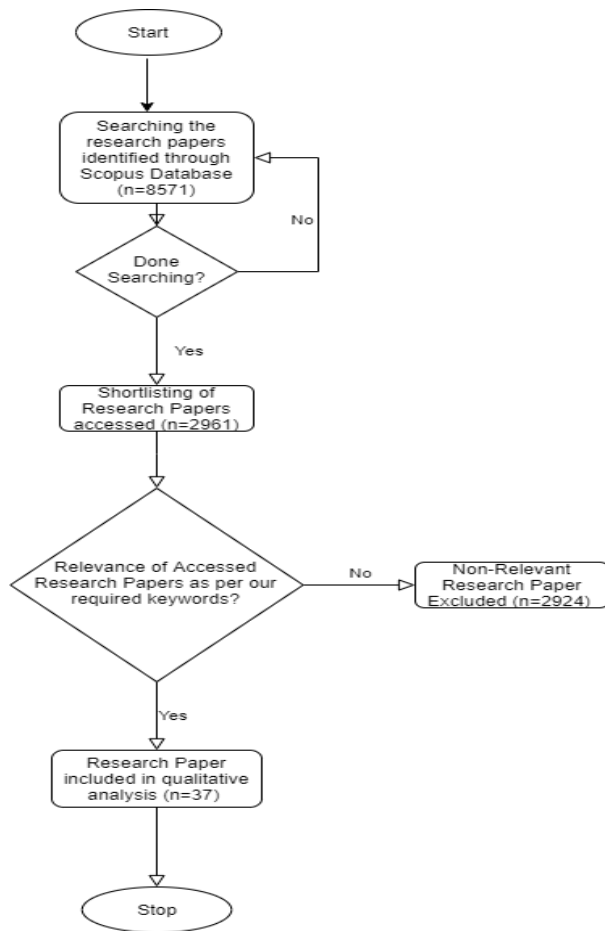 Start
Searching the
research papers
identified through
Scopus Database
(n=8571)
No
Done
Searching?
Yes
Shortlisting of
Research Papers
accessed (n=2961)
Relevance of Accessed
Research Papers as per our
required keywords?
No
Non-Relevant
Research Paper
Excluded (n=2924)
Yes
Research Paper
included in qualitative
analysis (n=37)
Stop